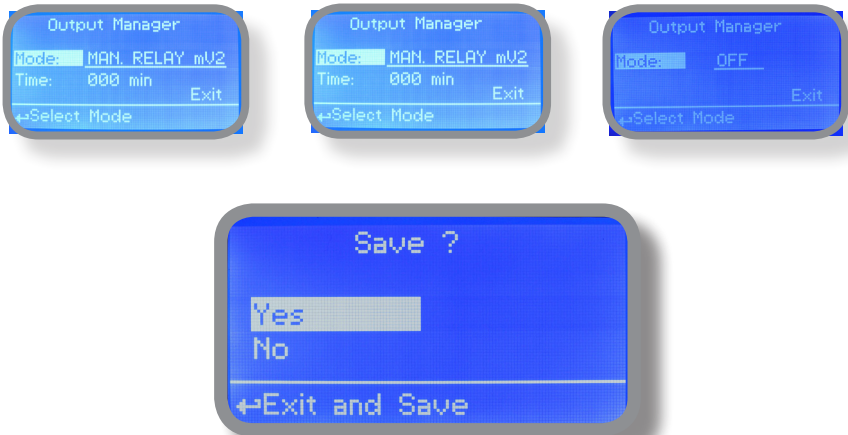 Output Manager
Mode: MAN. RELAY mV2
Time: 000 min
Exit
↵Select Mode
Output Manager
Mode: MAN. RELAY mV2
Time: 000 min
Exit
↵Select Mode
Output Manager
Mode: OFF
Exit
↵Select Mode
Save ?
Yes
No
↵Exit and Save